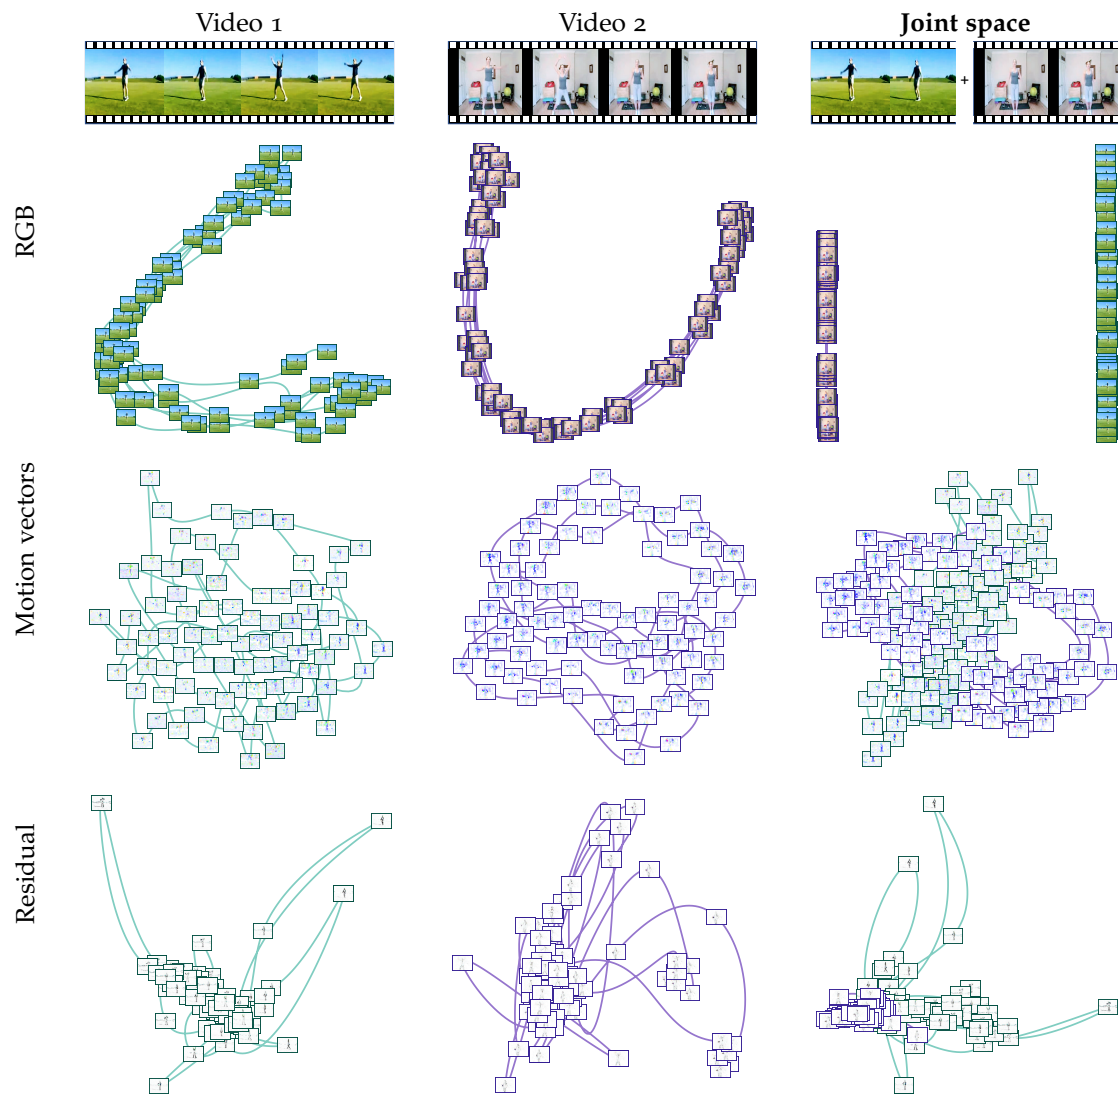 Video 1
Video 2
Joint space
+
RGB
Motion vectors
Residual